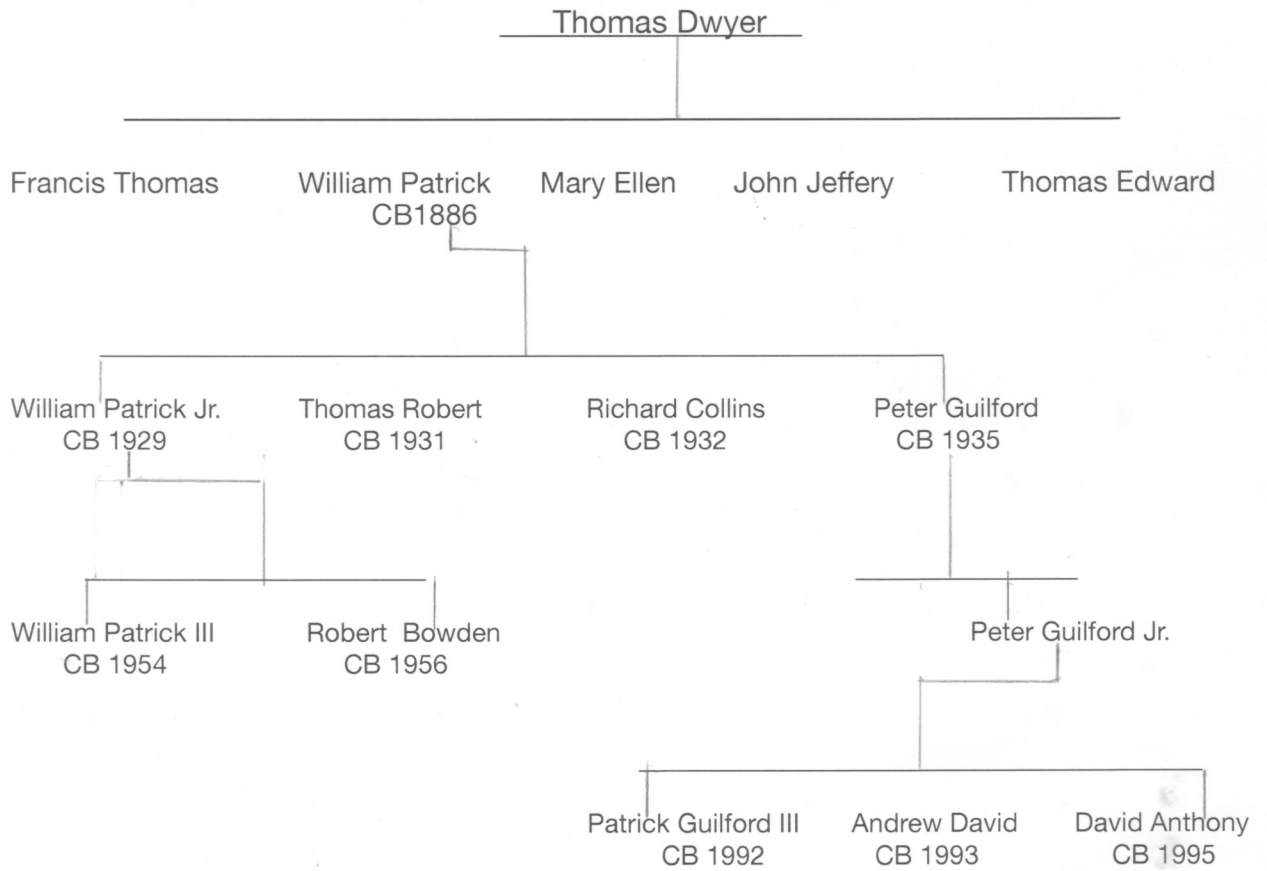 Thomas Dwyer
Francis Thomas William Patrick Mary Ellen John Jeffery Thomas Edward
CB1886
William Patrick Jr. Thomas Robert Richard Collins Peter Guilford
CB 1929 CB 1931 CB 1932 CB 1935
William Patrick III Robert Bowden Peter Guilford Jr.
CB 1954 CB 1956
Patrick Guilford III Andrew David David Anthony
CB 1992 CB 1993 CB 1995